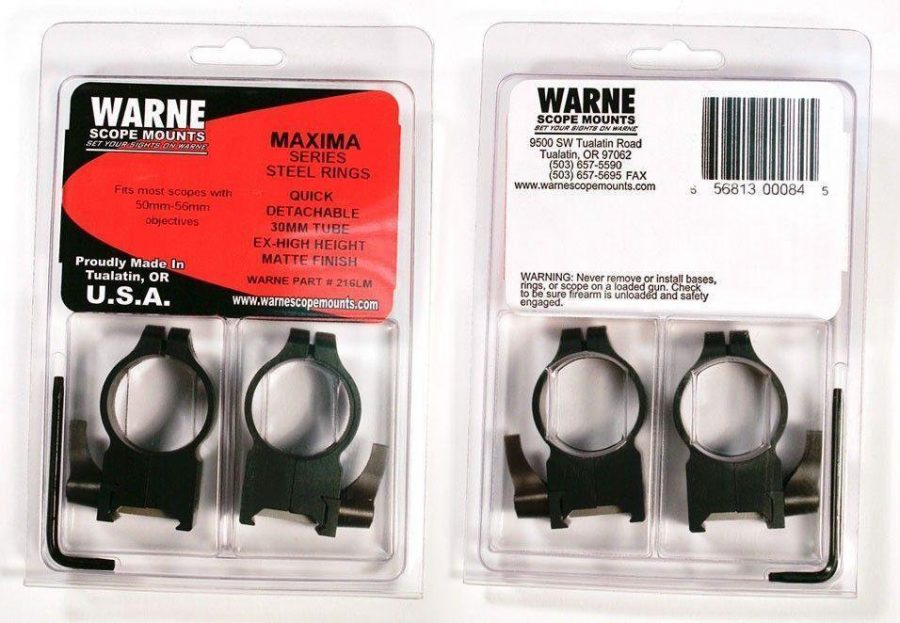 WARNE
SCOPE MOUNTS
SET YOUR SIGHTS ON WARNE
MAXIMA
SERIES
STEEL RINGS
QUICK
DETACHABLE
30MM TUBE
EX-HIGH HEIGHT
MATTE FINISH
WARNE PART # 216LM
www.warnescopemounts.com
Fits most scopes with
50mm-56mm
objectives
Proudly Made In
Tualatin, OR
U.S.A.
WARNE
SCOPE MOUNTS
SET YOUR SIGHTS ON WARNE
9500 SW Tualatin Road
Tualatin, OR 97062
(503) 657-5590
(503) 657-5695 FAX
www.warnescopemounts.com
6 56813 00084 5
WARNING: Never remove or install bases,
rings, or scope on a loaded gun. Check
to be sure firearm is unloaded and safety
engaged.